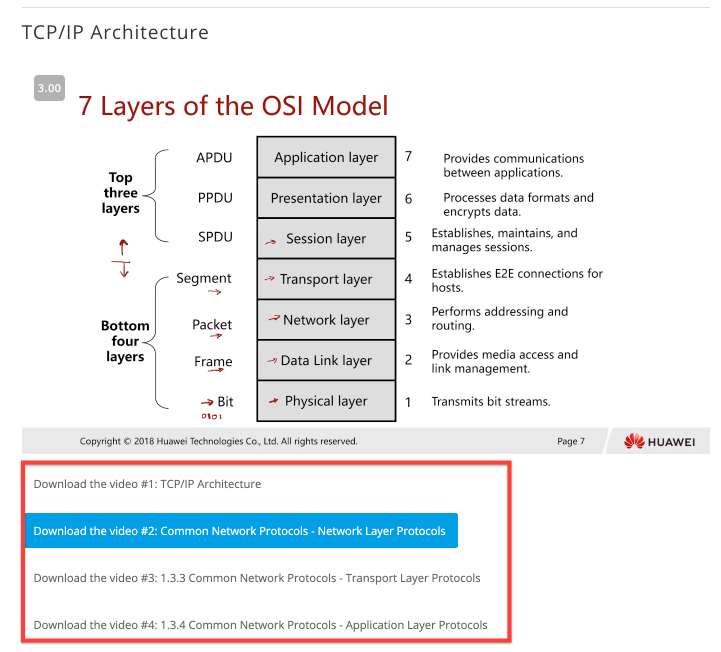 TCP/IP Architecture
3.00
7 Layers of the OSI Model
Top
three
layers
APDU
Application layer
7
Provides communications
between applications.
PPDU
Presentation layer
6
Processes data formats and
encrypts data.
SPDU
Session layer
5
Establishes, maintains, and
manages sessions.
Bottom
four
layers
Segment
Transport layer
4
Establishes E2E connections for
hosts.
Packet
Network layer
3
Performs addressing and
routing.
Frame
Data Link layer
2
Provides media access and
link management.
Bit
0101
Physical layer
1
Transmits bit streams.
Copyright © 2018 Huawei Technologies Co., Ltd. All rights reserved.
Page 7
HUAWEI
Download the video #1: TCP/IP Architecture
Download the video #2: Common Network Protocols - Network Layer Protocols
Download the video #3: 1.3.3 Common Network Protocols - Transport Layer Protocols
Download the video #4: 1.3.4 Common Network Protocols - Application Layer Protocols